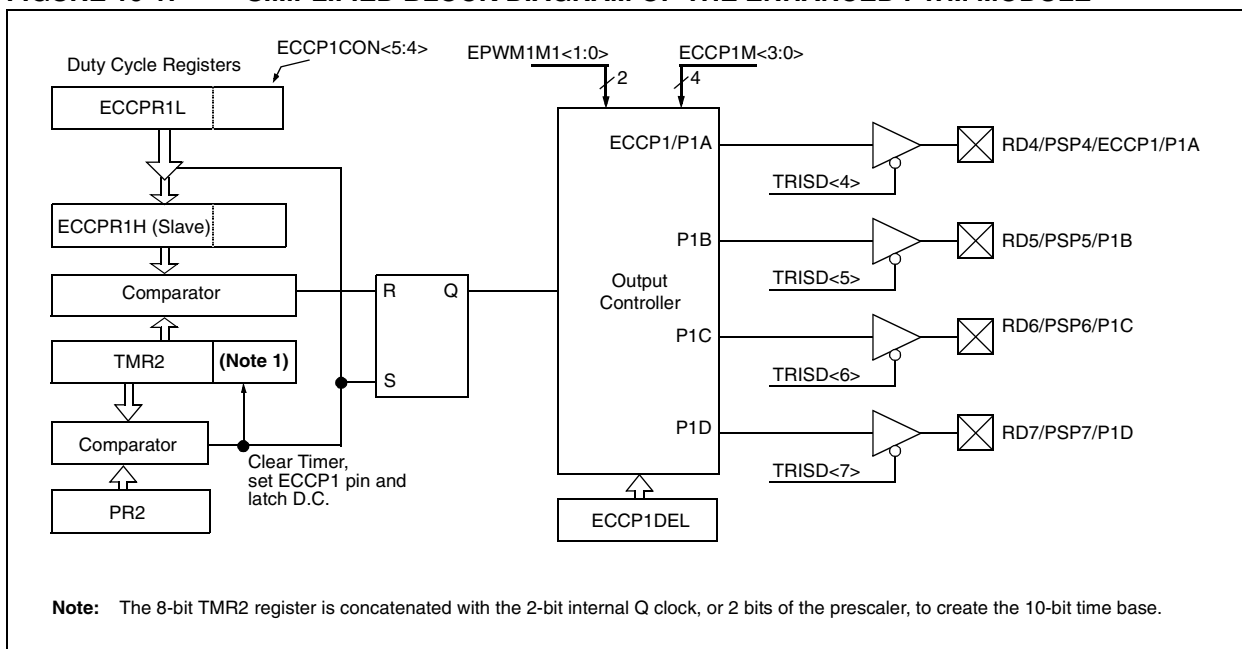 ECCP1CON<5:4>
Duty Cycle Registers
ECCPR1L
ECCPR1H (Slave)
Comparator
TMR2
(Note 1)
Comparator
PR2
Clear Timer,
set ECCP1 pin and
latch D.C.
R
Q
S
EPWM1M1<1:0>
2
ECCP1M<3:0>
4
Output
Controller
ECCP1/P1A
P1B
P1C
P1D
ECCP1DEL
TRISD<4>
RD4/PSP4/ECCP1/P1A
TRISD<5>
RD5/PSP5/P1B
TRISD<6>
RD6/PSP6/P1C
TRISD<7>
RD7/PSP7/P1D
Note: The 8-bit TMR2 register is concatenated with the 2-bit internal Q clock, or 2 bits of the prescaler, to create the 10-bit time base.